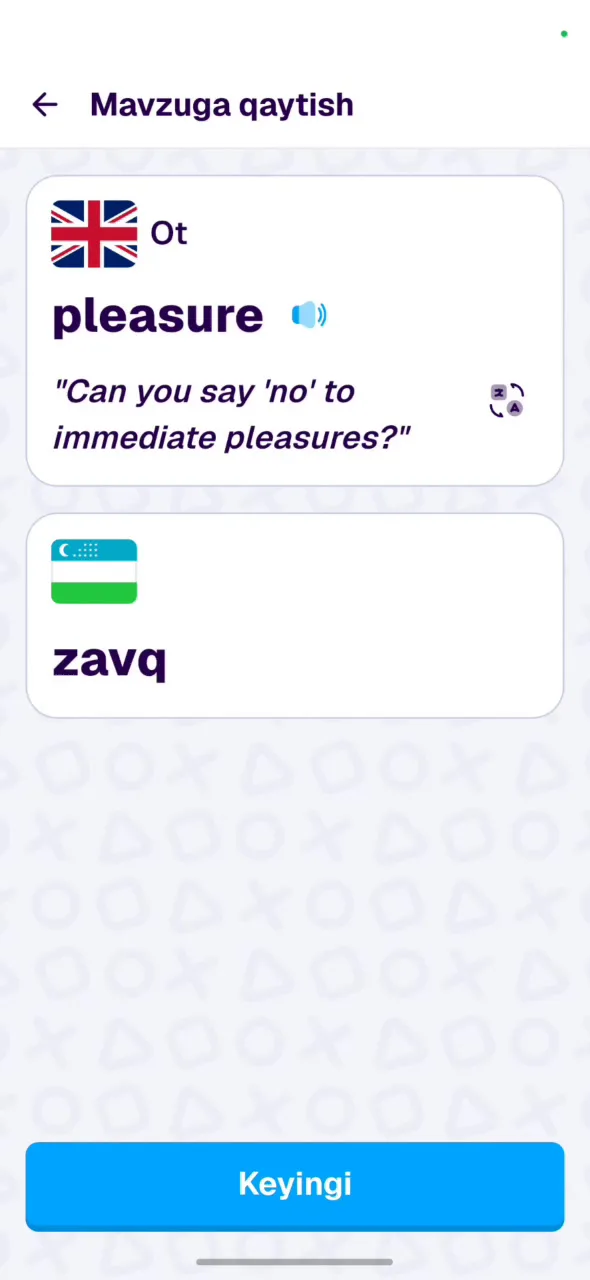 Mavzuga qaytish
Ot
pleasure
"Can you say 'no' to
immediate pleasures?"
zavq
Keyingi